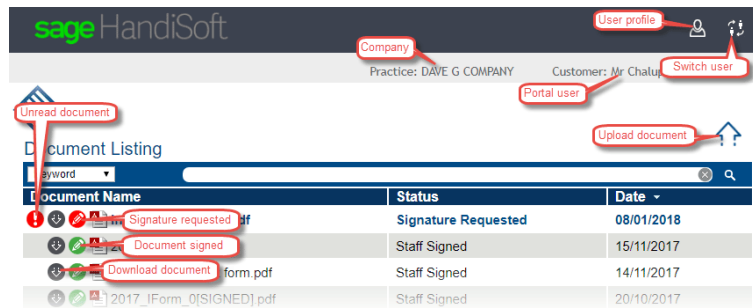 sage HandiSoft
User profile
Company
Switch user
Practice: DAVE G COMPANY Customer: Mr Chalup
Portal user
Unread document
Upload document
Document Listing
Keyword
Document Name Status Date
Signature requested df Signature Requested 08/01/2018
Document signed Staff Signed 15/11/2017
Download document form.pdf Staff Signed 14/11/2017
2017_IForm_0[SIGNED].pdf Staff Signed 20/10/2017